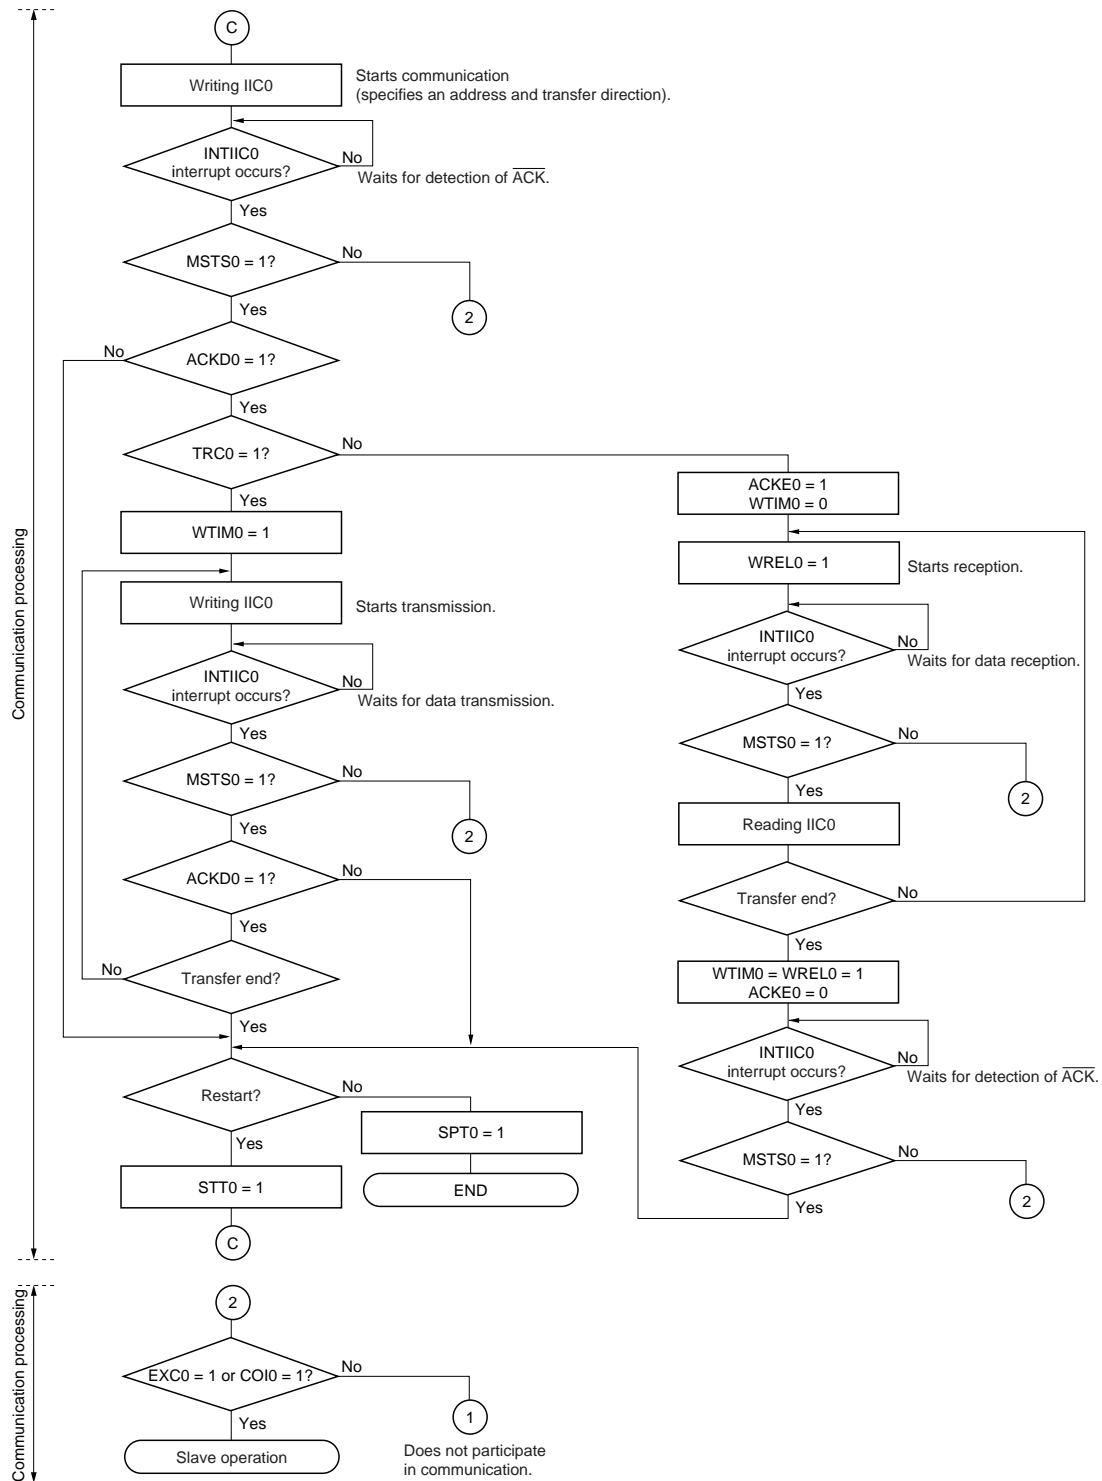 C
Writing IIC0
Starts communication
(specifies an address and transfer direction).
INTIIC0
interrupt occurs?
No
Waits for detection of ACK.
Yes
MSTS0 = 1?
No
2
Yes
No
ACKD0 = 1?
Yes
TRC0 = 1?
No
Yes
WTIM0 = 1
Writing IIC0
Starts transmission.
INTIIC0
interrupt occurs?
No
Waits for data transmission.
Yes
MSTS0 = 1?
No
2
Yes
ACKD0 = 1?
No
Yes
No
Transfer end?
Yes
Restart?
No
Yes
SPT0 = 1
END
STT0 = 1
C
ACKE0 = 1
WTIM0 = 0
WREL0 = 1
Starts reception.
INTIIC0
interrupt occurs?
No
Waits for data reception.
Yes
MSTS0 = 1?
No
2
Yes
Reading IIC0
Transfer end?
No
Yes
WTIM0 = WREL0 = 1
ACKE0 = 0
INTIIC0
interrupt occurs?
No
Waits for detection of ACK.
Yes
MSTS0 = 1?
No
2
Yes
Communication processing
2
EXC0 = 1 or COI0 = 1?
No
1
Yes
Slave operation
Does not participate
in communication.
Communication processing